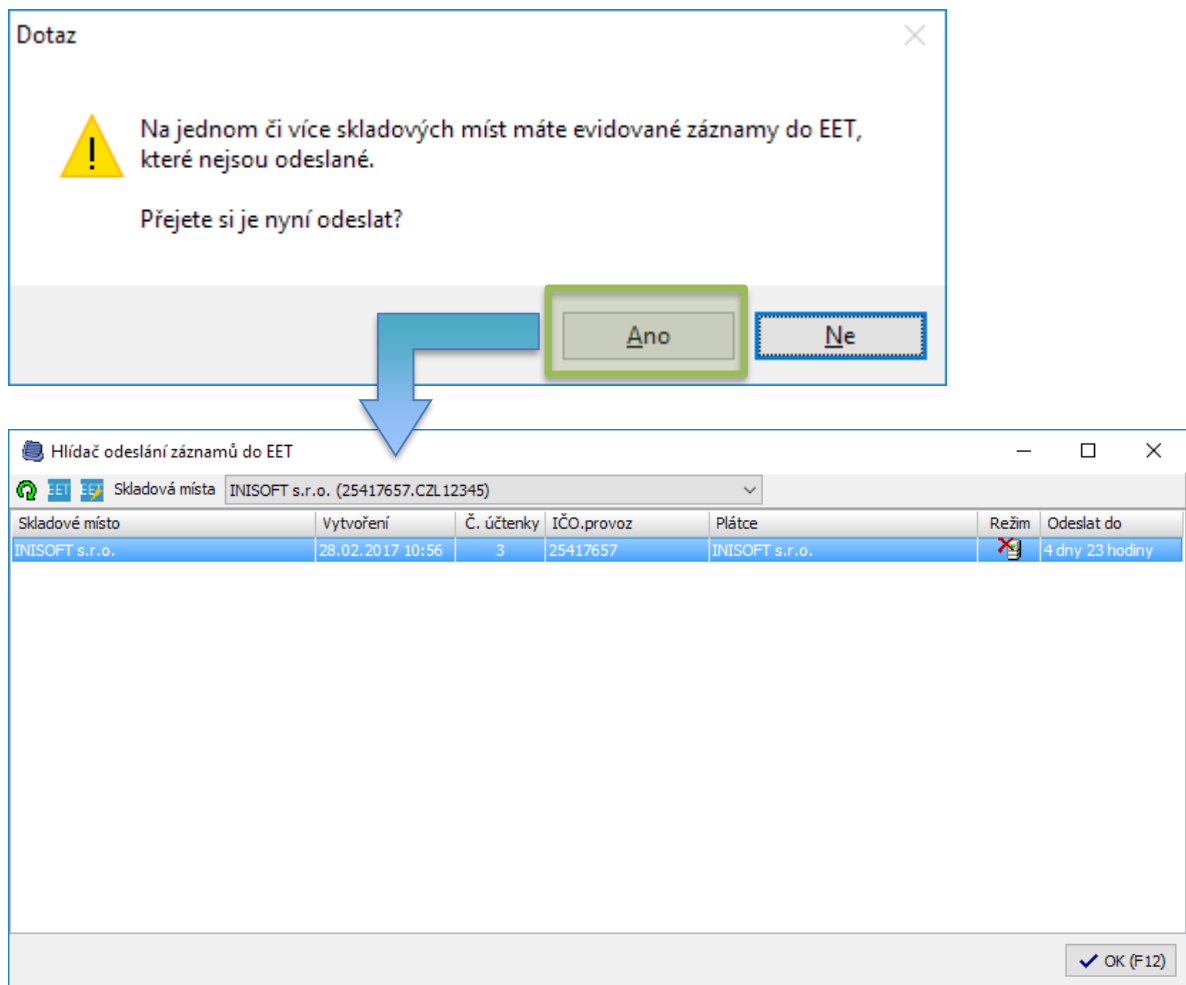 Dotaz
Na jednom či více skladových míst máte evidované záznamy do EET,
které nejsou odeslané.
Přejete si je nyní odeslat?
Ano
Ne
Hlídač odeslání záznamů do EET
EET EET Skladová místa INISOFT s.r.o. (25417657.CZL12345)
Skladové místo Vytvoření Č. účtenky IČO.provoz Plátce Režim Odeslat do
INISOFT s.r.o. 28.02.2017 10:56 3 25417657 INISOFT s.r.o. 4 dny 23 hodiny
OK (F12)